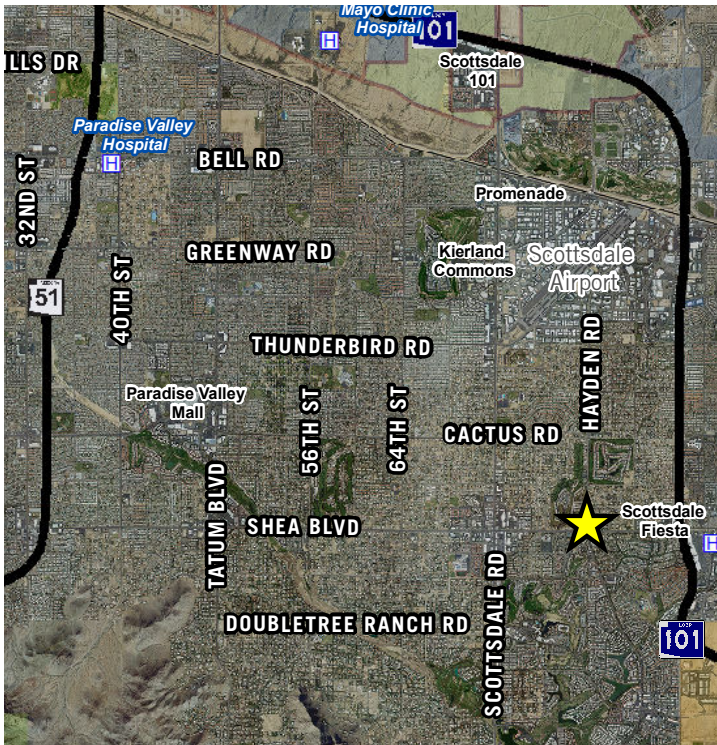 Mayo Clinic
Hospital
101
H
Scottsdale
101
ILLS DR
Paradise Valley
Hospital
H
BELL RD
32ND ST
Promenade
GREENWAY RD
Kierland
Commons
Scottsdale
Airport
51
40TH ST
THUNDERBIRD RD
HAYDEN RD
Paradise Valley
Mall
56TH ST
64TH ST
CACTUS RD
TATUM BLVD
SHEA BLVD
Scottsdale
Fiesta
H
SCOTTSDALE RD
DOUBLETREE RANCH RD
LOOP
101